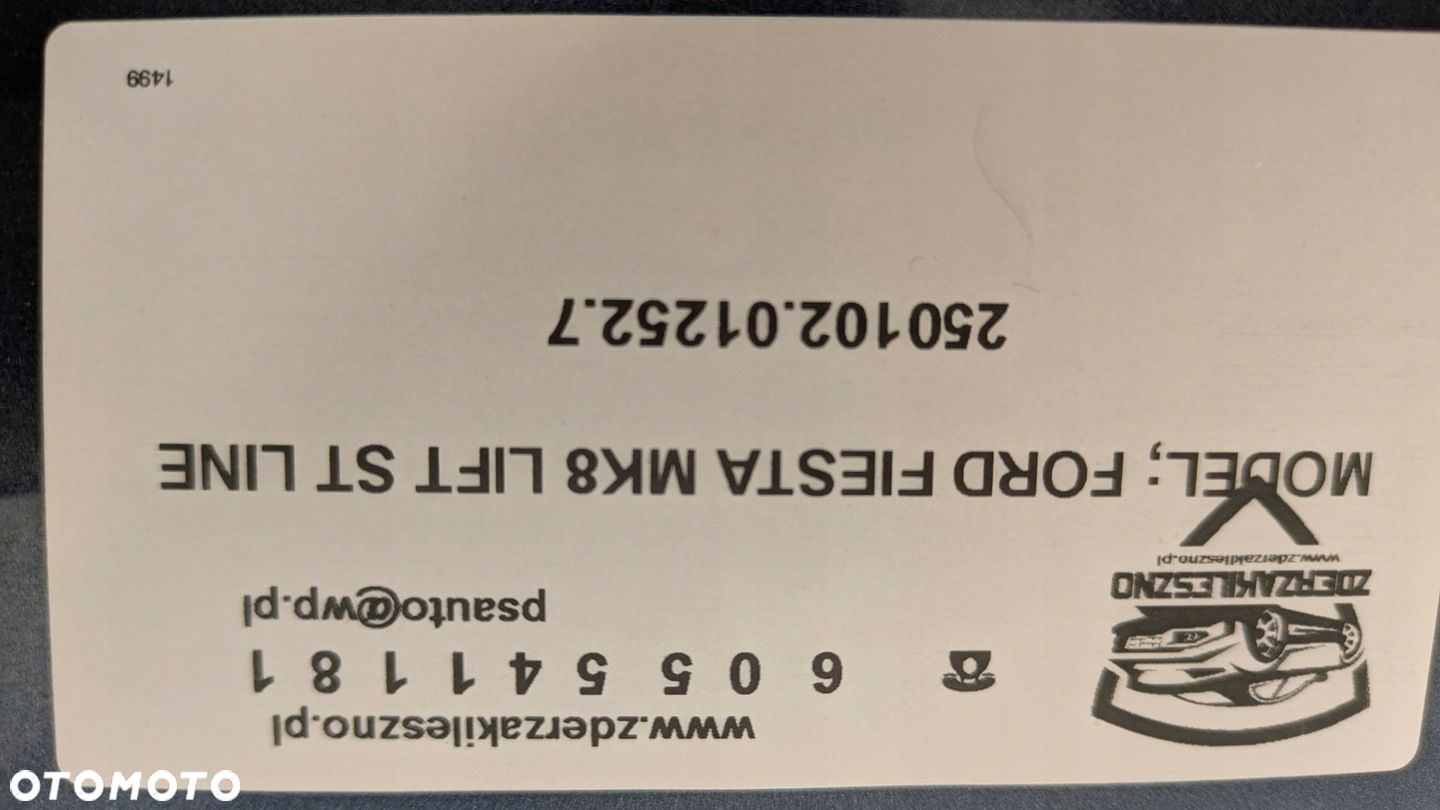 www.zderzakileszno.pl
605541181
psauto@wp.pl
ZDERZAKILESZNO
www.zderzakileszno.pl
MODEL; FORD FIESTA MK8 LIFT ST LINE
250102.01252.7
1499
OTOMOTO